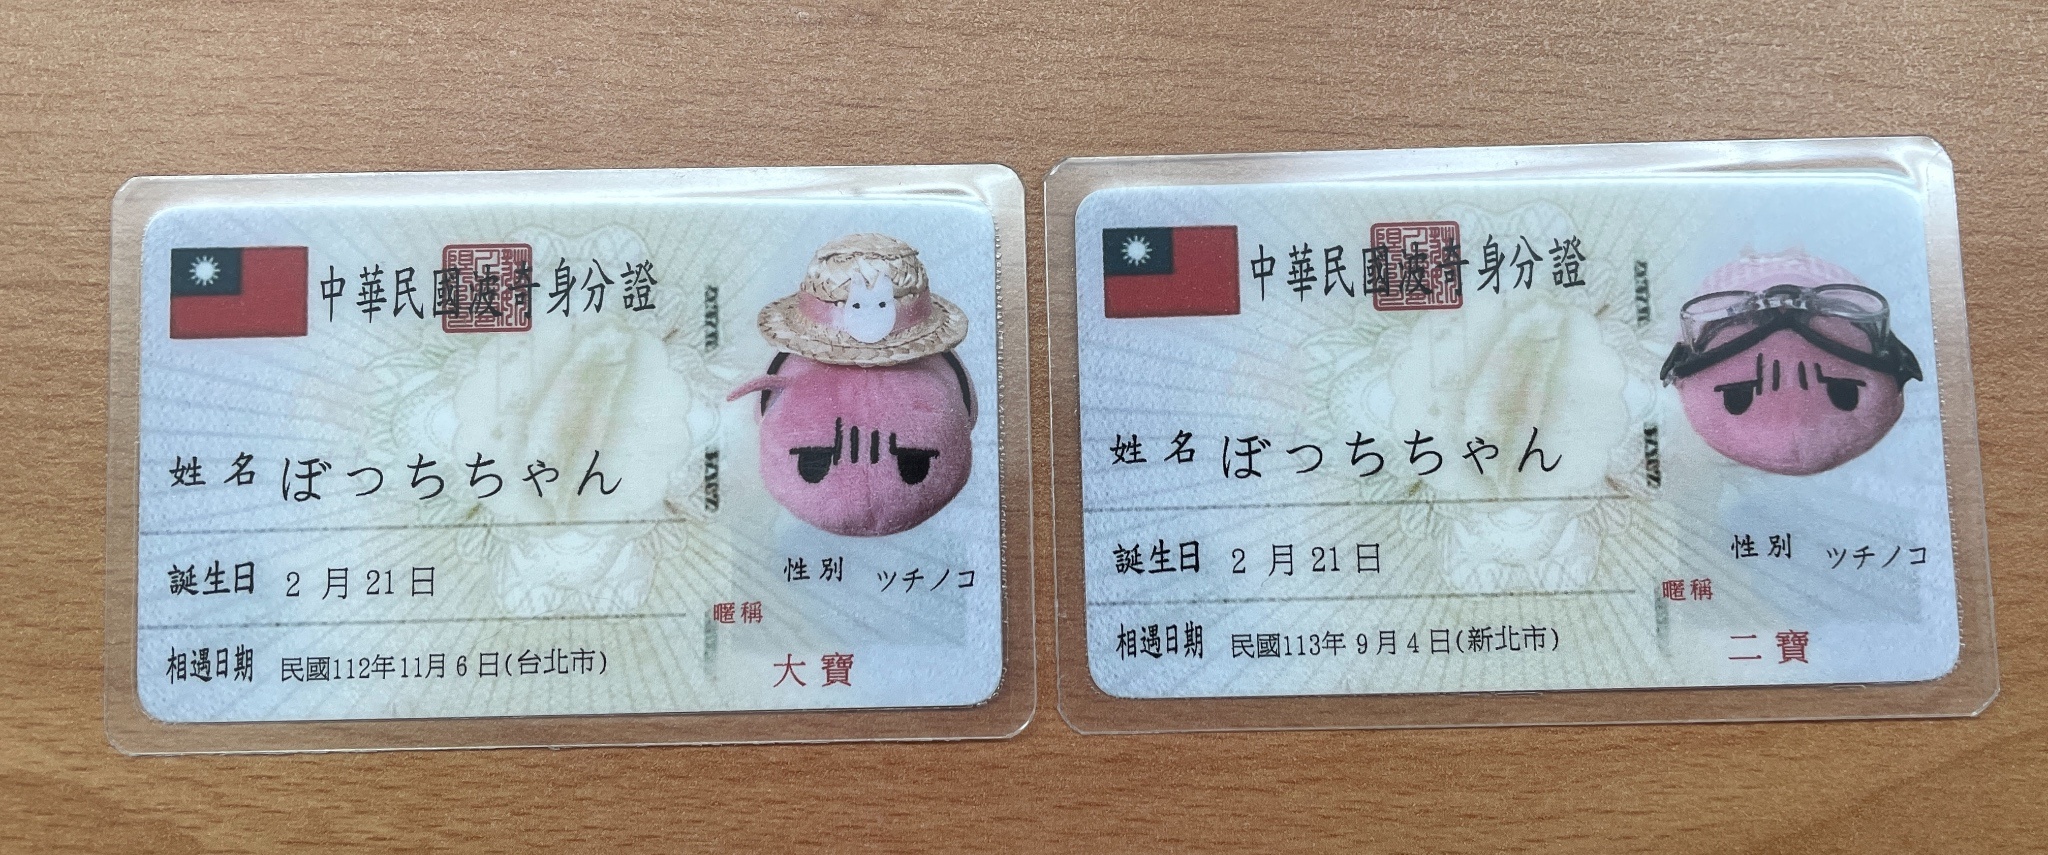 中華民國波奇身分證
姓名 ぼっちちゃん
誕生日 2月21日
性別 ツチノコ
相遇日期 民國112年11月6日(台北市)
暱稱
大寶
中華民國波奇身分證
姓名 ぼっちちゃん
誕生日 2月21日
性別 ツチノコ
相遇日期 民國113年9月4日(新北市)
暱稱
二寶